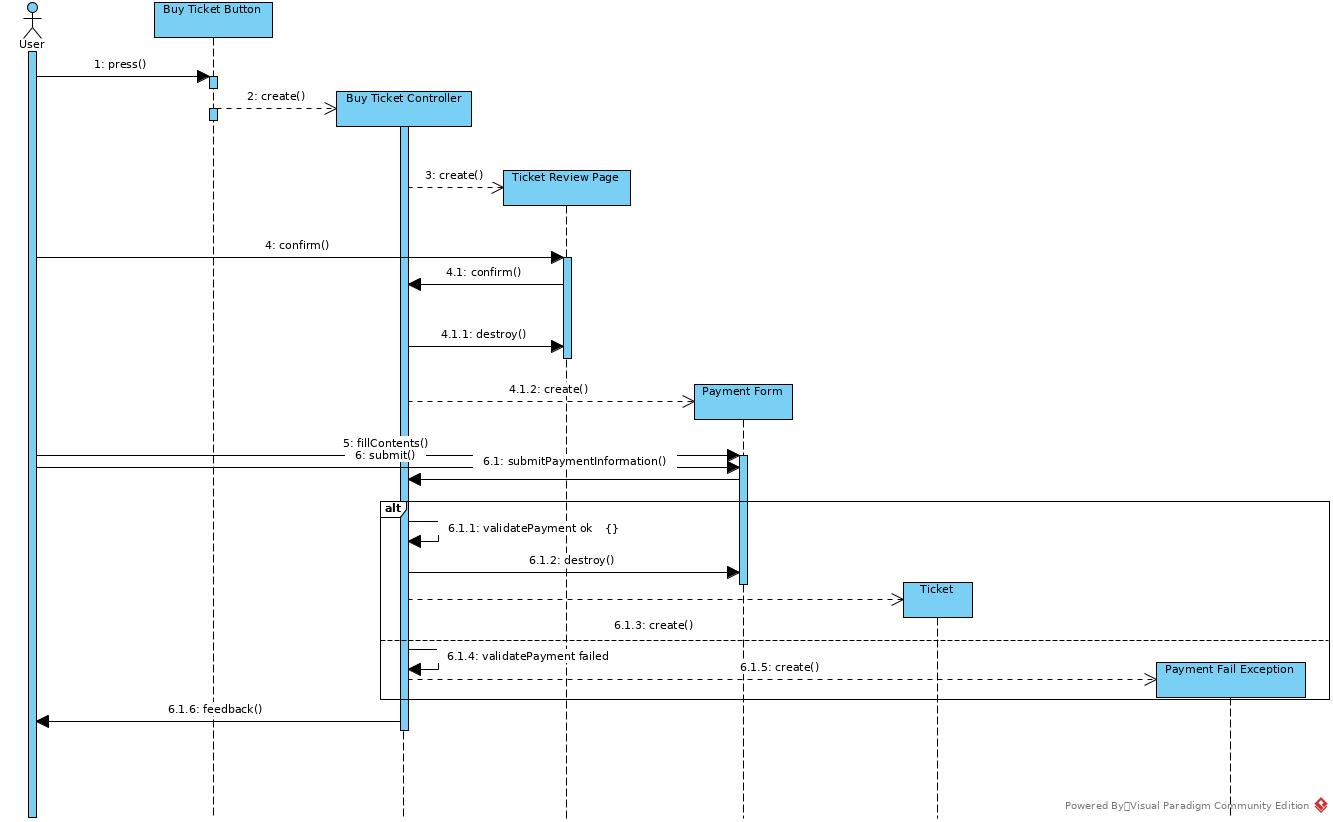 Buy Ticket Button
User
1: press()
2: create()
Buy Ticket Controller
3: create()
Ticket Review Page
4: confirm()
4.1: confirm()
4.1.1: destroy()
4.1.2: create()
Payment Form
5: fillContents()
6: submit()
6.1: submitPaymentInformation()
alt
6.1.1: validatePayment ok {}
6.1.2: destroy()
Ticket
6.1.3: create()
6.1.4: validatePayment failed
6.1.5: create()
Payment Fail Exception
6.1.6: feedback()
Powered By Visual Paradigm Community Edition